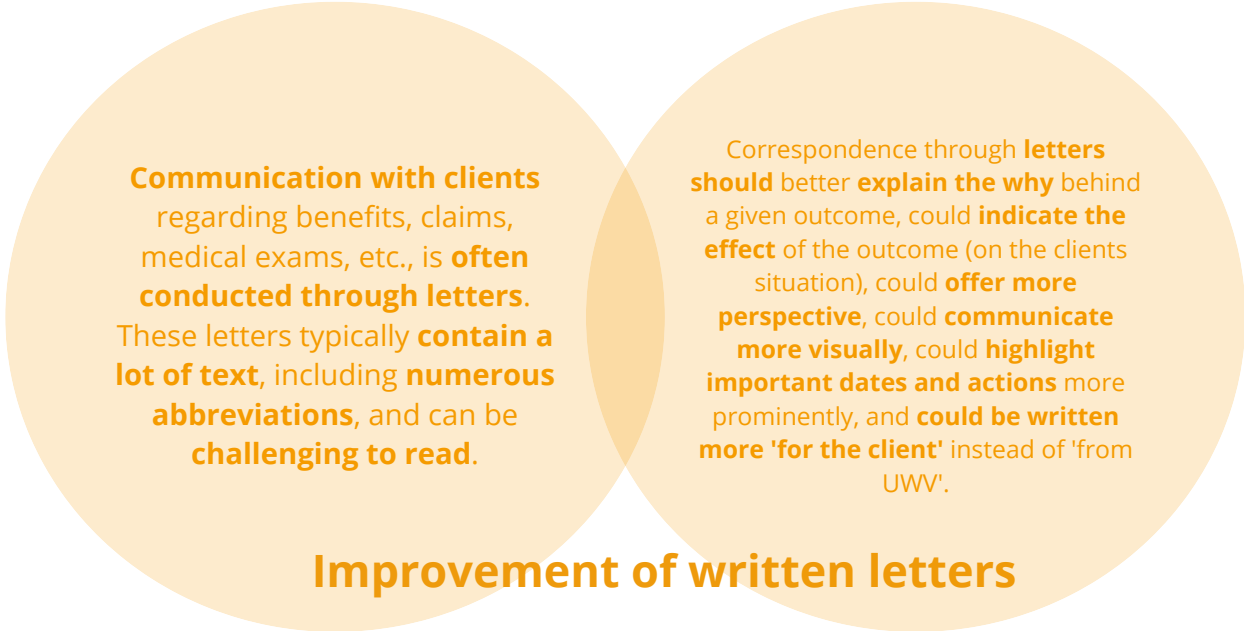 Communication with clients
regarding benefits, claims,
medical exams, etc., is often
conducted through letters.
These letters typically contain a
lot of text, including numerous
abbreviations, and can be
challenging to read.
Correspondence through letters
should better explain the why behind
a given outcome, could indicate the
effect of the outcome (on the clients
situation), could offer more
perspective, could communicate
more visually, could highlight
important dates and actions more
prominently, and could be written
more 'for the client' instead of 'from
UWV'.
Improvement of written letters